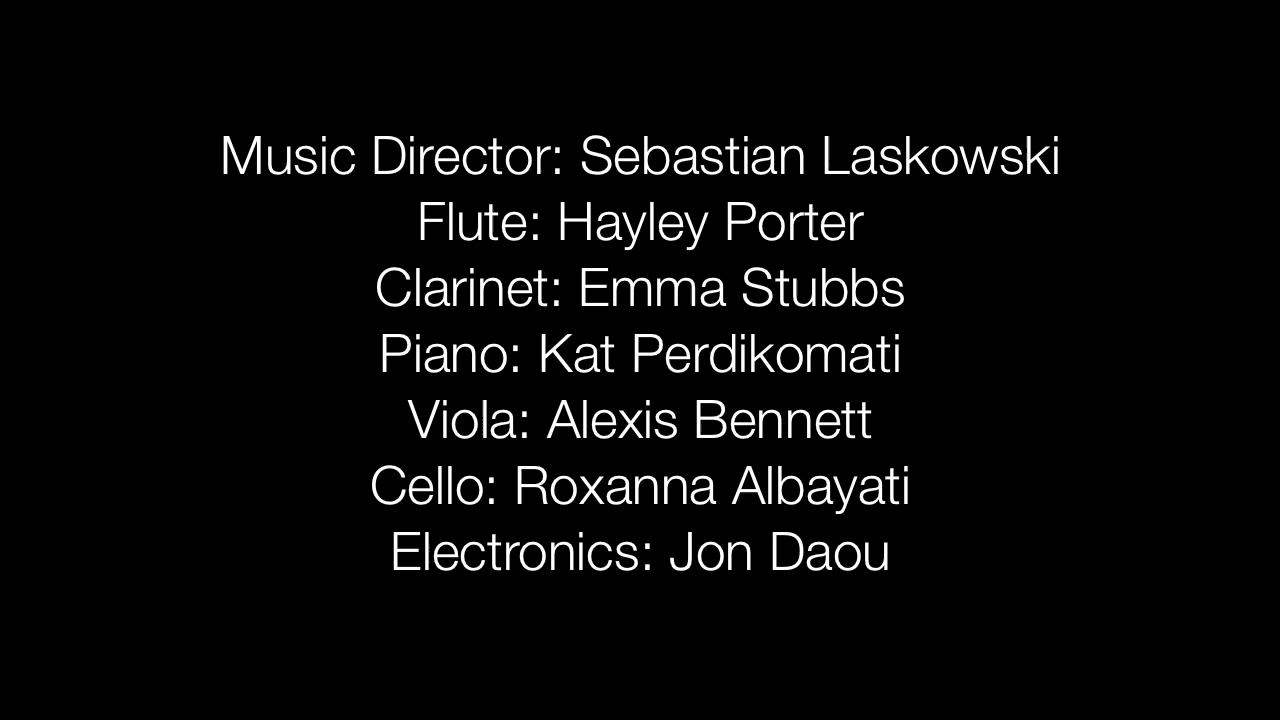 Music Director: Sebastian Laskowski
Flute: Hayley Porter
Clarinet: Emma Stubbs
Piano: Kat Perdikomati
Viola: Alexis Bennett
Cello: Roxanna Albayati
Electronics: Jon Daou